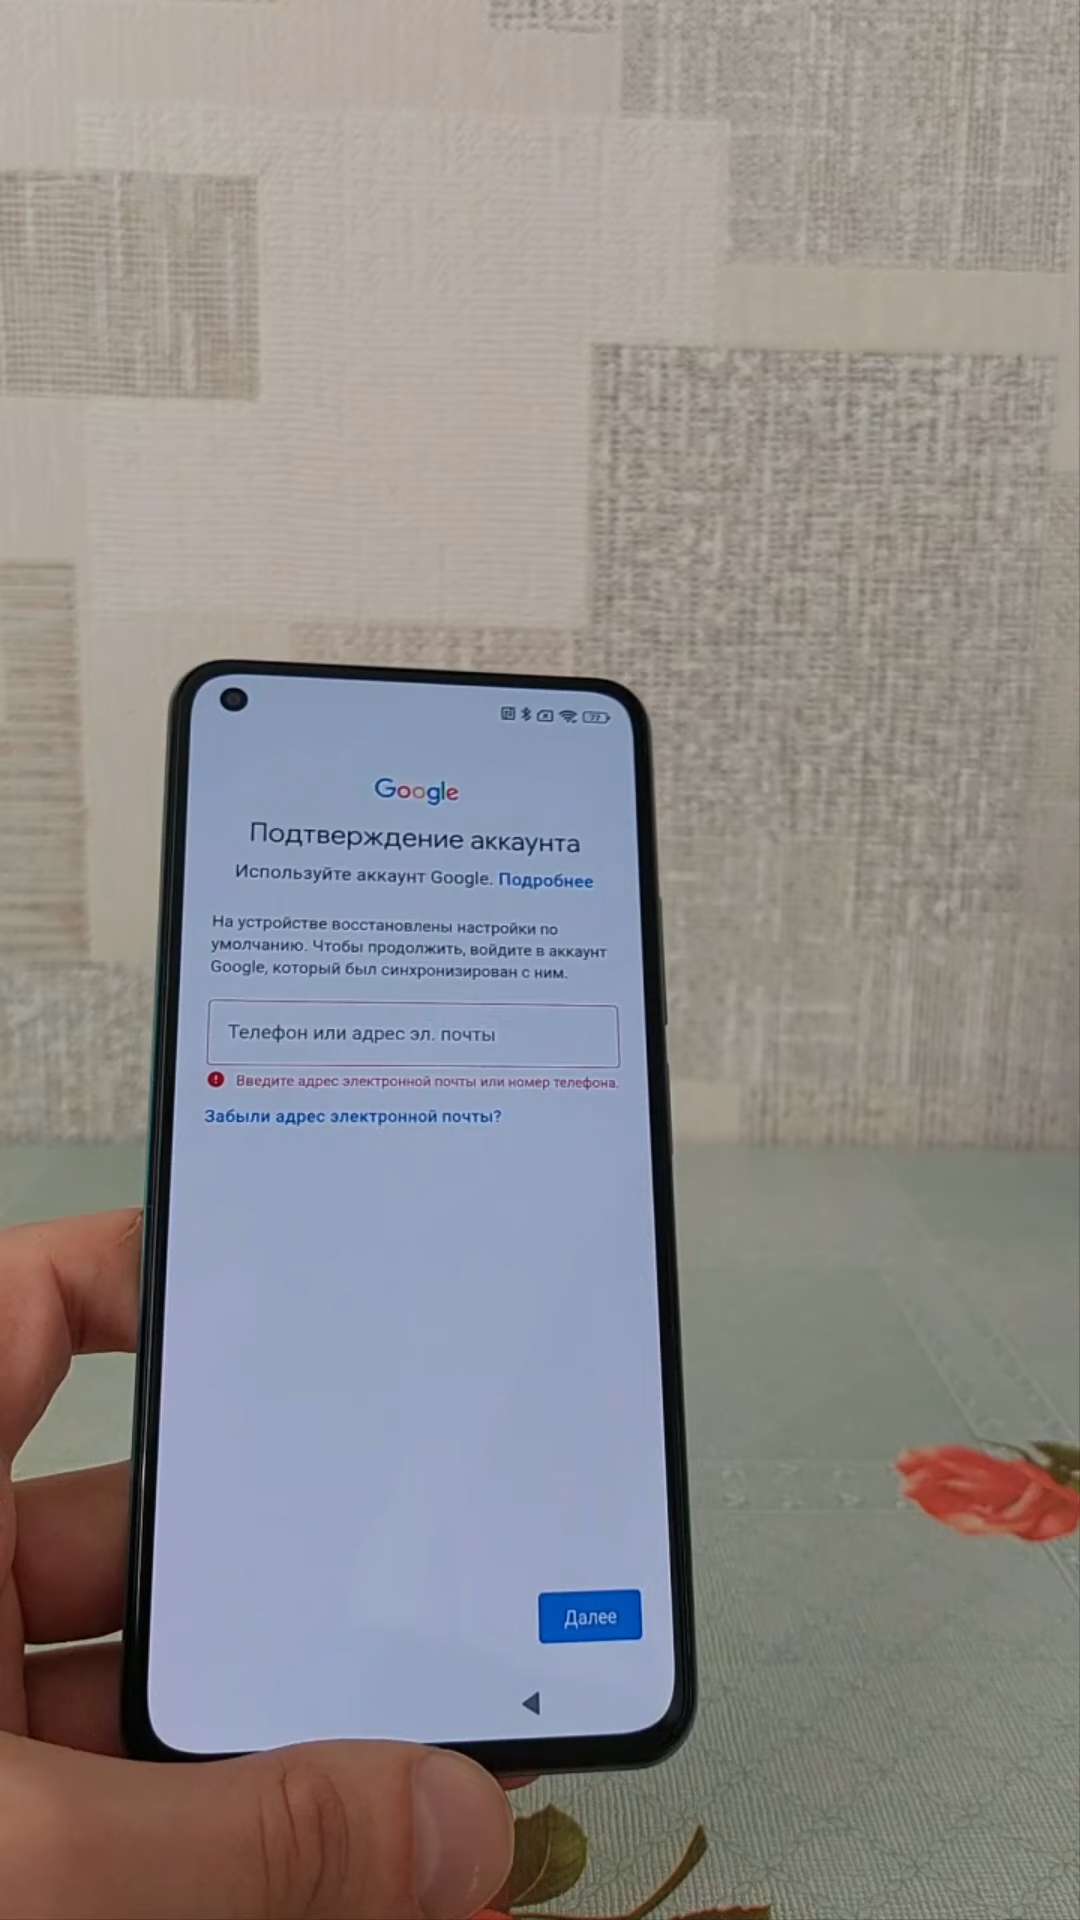 77
Google
Подтверждение аккаунта
Используйте аккаунт Google. Подробнее
На устройстве восстановлены настройки по
умолчанию. Чтобы продолжить, войдите в аккаунт
Google, который был синхронизирован с ним.
Телефон или адрес эл. почты
Введите адрес электронной почты или номер телефона.
Забыли адрес электронной почты?
Далее